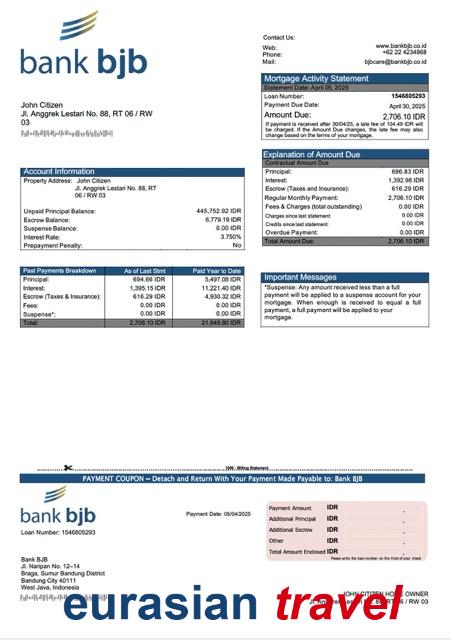 bank bjb
Contact Us:
Web: www.bankbjb.co.id
Phone: +62 22 4234868
Mail: bjbcare@bankbjb.co.id
Mortgage Activity Statement
Statement Date: April 05, 2025
Loan Number: 1546805293
Payment Due Date: April 30, 2025
Amount Due: 2,706.10 IDR
If payment is received after 30/04/25, a late fee of 104.49 IDR will
be charged. If the Amount Due changes, the late fee may also
change based on the terms of your mortgage.
John Citizen
Jl. Anggrek Lestari No. 88, RT 06 / RW
03
Explanation of Amount Due
Contractual Amount Due
Principal: 696.83 IDR
Interest: 1,392.98 IDR
Escrow (Taxes and Insurance): 616.29 IDR
Regular Monthly Payment: 2,706.10 IDR
Fees & Charges (total outstanding) 0.00 IDR
Charges since last statement: 0.00 IDR
Credits since last statement: 0.00 IDR
Overdue Payment: 0.00 IDR
Total Amount Due: 2,706.10 IDR
Account Information
Property Address: John Citizen
Jl. Anggrek Lestari No. 88, RT
06 / RW 03
Unpaid Principal Balance: 445,752.92 IDR
Escrow Balance: 6,779.19 IDR
Suspense Balance: 0.00 IDR
Interest Rate: 3.750%
Prepayment Penalty: No
Past Payments Breakdown As of Last Stmt Paid Year to Date
Principal: 694.66 IDR 5,497.08 IDR
Interest: 1,395.15 IDR 11,221.40 IDR
Escrow (Taxes & Insurance): 616.29 IDR 4,930.32 IDR
Fees: 0.00 IDR 0.00 IDR
Suspense*: 0.00 IDR 0.00 IDR
Total: 2,706.10 IDR 21,648.80 IDR
Important Messages
*Suspense: Any amount received less than a full
payment will be applied to a suspense account for your
mortgage. When enough is received to equal a full
payment, a full payment will be applied to your
mortgage.
1000 - Billing Statement
PAYMENT COUPON – Detach and Return With Your Payment Made Payable to: Bank BJB
bank bjb
Loan Number: 1546805293
Payment Date: 05/04/2025
Payment Amount IDR .
Additional Principal IDR .
Additional Escrow IDR .
Other IDR .
Total Amount Enclosed IDR .
Please write the loan number on the front of your check.
Bank BJB
Jl. Naripan No. 12–14
Braga, Sumur Bandung District
Bandung City 40111
West Java, Indonesia
OWNER
RW 03
eurasian travel